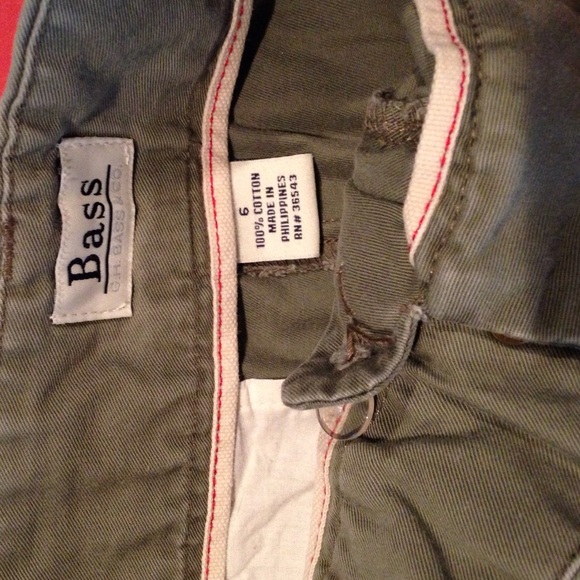 Bass
G.H. BASS & CO.
6
100% COTTON
MADE IN
PHILIPPINES
RN# 36543